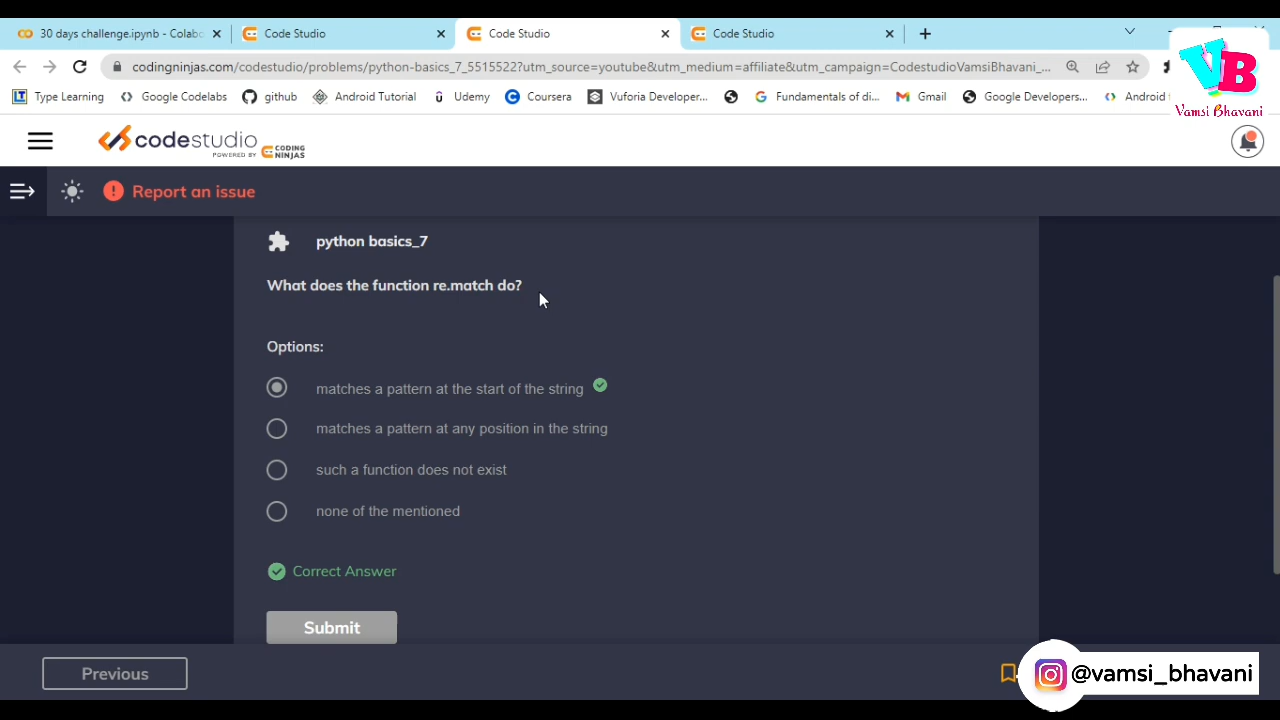 30 days challenge.ipynb - Colabo
Code Studio
Code Studio
Code Studio
codingninjas.com/codestudio/problems/python-basics_7_5515522?utm_source=youtube&utm_medium=affiliate&utm_campaign=CodestudioVamsiBhavani_...
LT Type Learning
Google Codelabs
github
Android Tutorial
Udemy
Coursera
Vuforia Developer...
Fundamentals of di...
Gmail
Google Developers...
Android
VB
Vamsi Bhavani
codestudio
POWERED BY CODING NINJAS
Report an issue
python basics_7
What does the function re.match do?
Options:
matches a pattern at the start of the string
matches a pattern at any position in the string
such a function does not exist
none of the mentioned
Correct Answer
Submit
Previous
@vamsi_bhavani